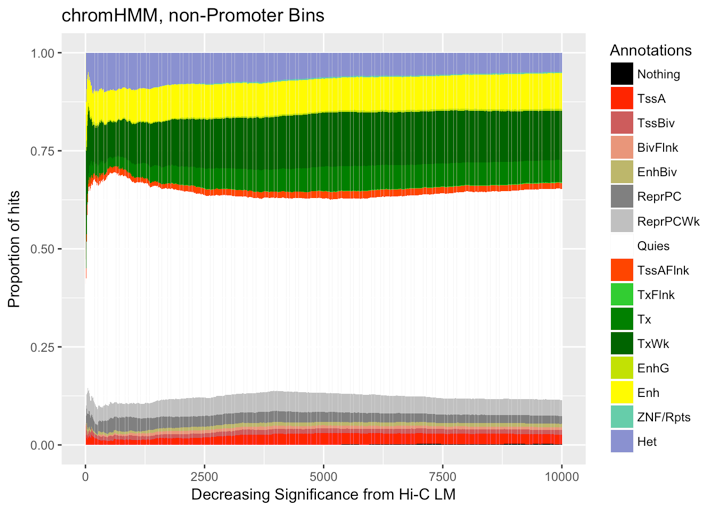 chromHMM, non-Promoter Bins
1.00
0.75
0.50
0.25
0.00
Proportion of hits
0
2500
5000
7500
10000
Decreasing Significance from Hi-C LM
Annotations
Nothing
TssA
TssBiv
BivFlnk
EnhBiv
ReprPC
ReprPCWk
Quies
TssAFlnk
TxFlnk
Tx
TxWk
EnhG
Enh
ZNF/Rpts
Het